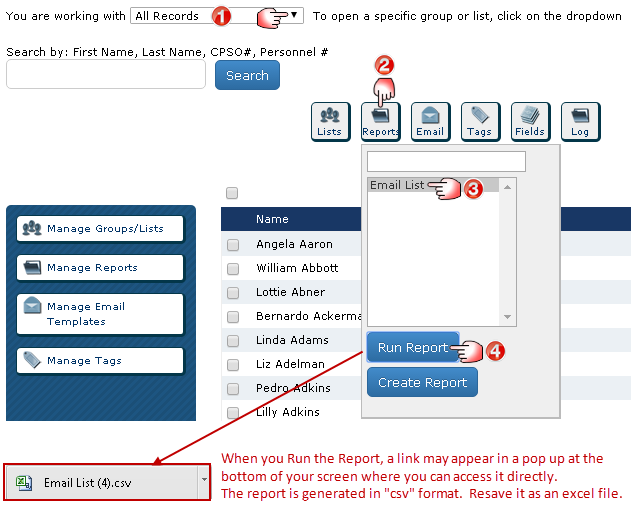 You are working with All Records 1 To open a specific group or list, click on the dropdown
Search by: First Name, Last Name, CPSO#, Personnel #
Search
2
Lists Reports Email Tags Fields Log
Email List 3
Manage Groups/Lists
Manage Reports
Manage Email
Templates
Manage Tags
Name
Angela Aaron
William Abbott
Lottie Abner
Bernardo Ackerma
Linda Adams
Liz Adelman
Pedro Adkins
Lilly Adkins
Run Report 4
Create Report
When you Run the Report, a link may appear in a pop up at the
bottom of your screen where you can access it directly.
The report is generated in "csv" format. Resave it as an excel file.
Email List (4).csv